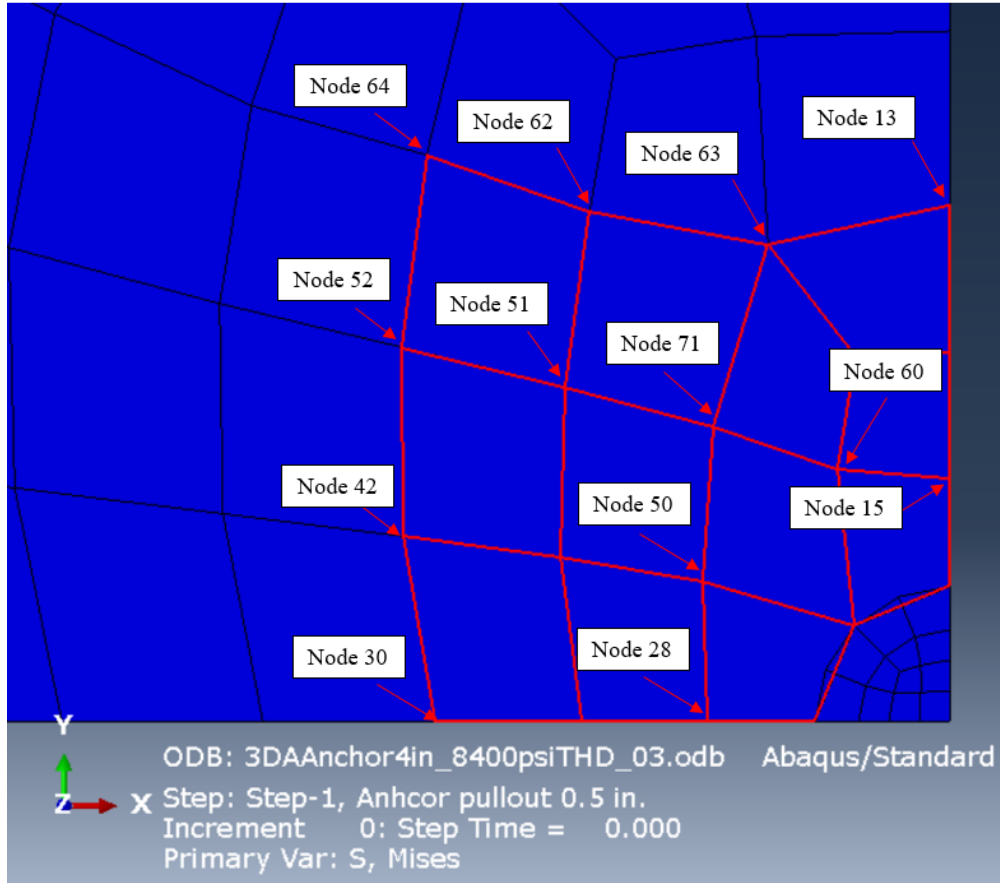 Node 64
Node 62
Node 13
Node 63
Node 52
Node 51
Node 71
Node 60
Node 42
Node 50
Node 15
Node 30
Node 28
Y
Z
X
ODB: 3DAAnchor4in_8400psiTHD_03.odb Abaqus/Standard
Step: Step-1, Anhcor pullout 0.5 in.
Increment 0: Step Time = 0.000
Primary Var: S, Mises